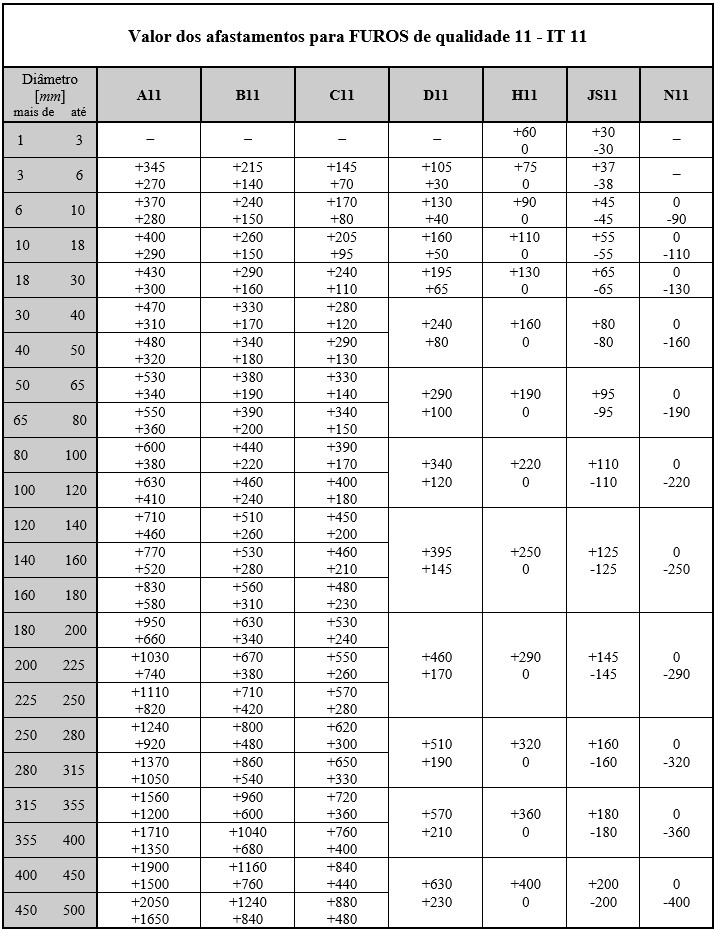 Valor dos afastamentos para FUROS de qualidade 11 - IT 11
Diâmetro
[mm]
mais de até
A11 B11 C11 D11 H11 JS11 N11
1 3 – – – – +60 0 +30 -30 –
3 6 +345 +270 +215 +140 +145 +70 +105 +30 +75 0 +37 -38 –
6 10 +370 +280 +240 +150 +170 +80 +130 +40 +90 0 +45 -45 0 -90
10 18 +400 +290 +260 +150 +205 +95 +160 +50 +110 0 +55 -55 0 -110
18 30 +430 +300 +290 +160 +240 +110 +195 +65 +130 0 +65 -65 0 -130
30 40 +470 +310 +330 +170 +280 +120 +240 +80 +160 0 +80 -80 0 -160
40 50 +480 +320 +340 +180 +290 +130
50 65 +530 +340 +380 +190 +330 +140 +290 +100 +190 0 +95 -95 0 -190
65 80 +550 +360 +390 +200 +340 +150
80 100 +600 +380 +440 +220 +390 +170 +340 +120 +220 0 +110 -110 0 -220
100 120 +630 +410 +460 +240 +400 +180
120 140 +710 +460 +510 +260 +450 +200
140 160 +770 +520 +530 +280 +460 +210 +395 +145 +250 0 +125 -125 0 -250
160 180 +830 +580 +560 +310 +480 +230
180 200 +950 +660 +630 +340 +530 +240
200 225 +1030 +740 +670 +380 +550 +260 +460 +170 +290 0 +145 -145 0 -290
225 250 +1110 +820 +710 +420 +570 +280
250 280 +1240 +920 +800 +480 +620 +300 +510 +190 +320 0 +160 -160 0 -320
280 315 +1370 +1050 +860 +540 +650 +330
315 355 +1560 +1200 +960 +600 +720 +360 +570 +210 +360 0 +180 -180 0 -360
355 400 +1710 +1350 +1040 +680 +760 +400
400 450 +1900 +1500 +1160 +760 +840 +440 +630 +230 +400 0 +200 -200 0 -400
450 500 +2050 +1650 +1240 +840 +880 +480